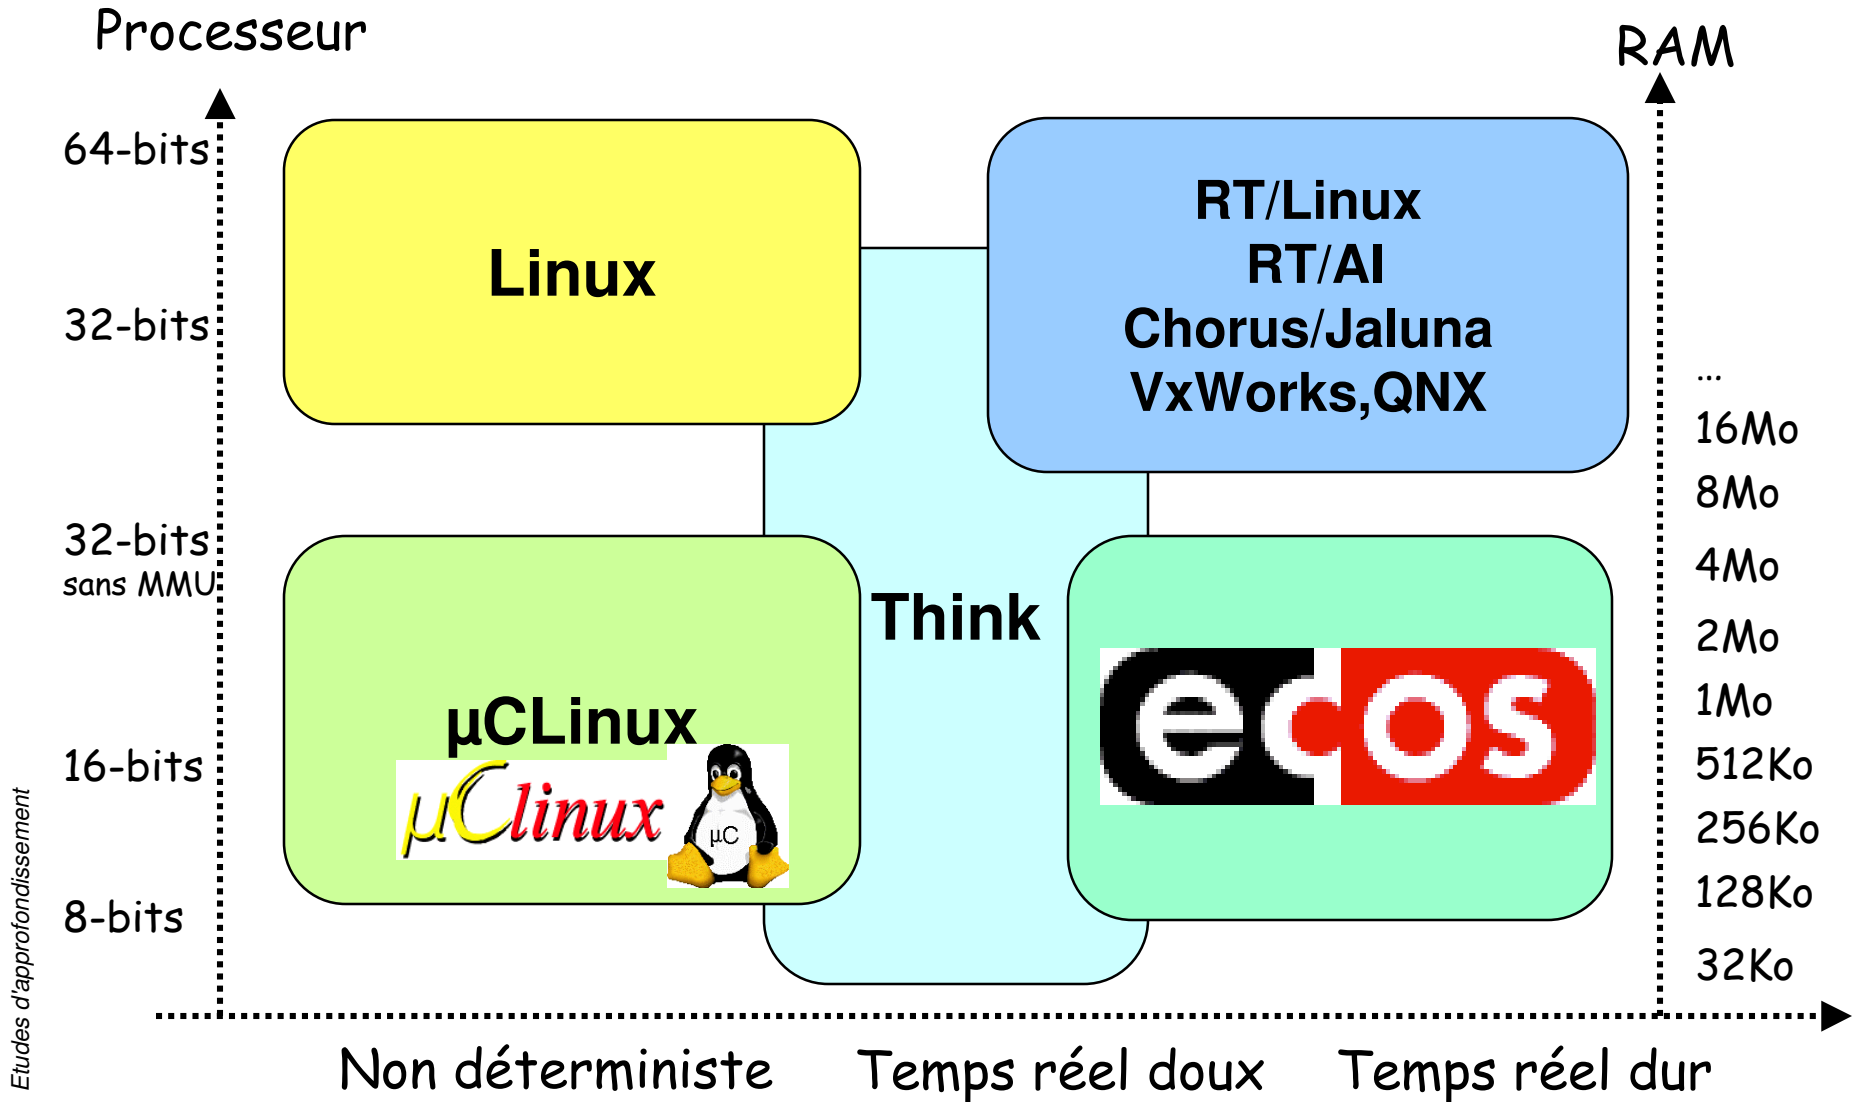 Processeur
RAM
64-bits
32-bits
32-bits
sans MMU
16-bits
8-bits
Linux
RT/Linux
RT/AI
Chorus/Jaluna
VxWorks,QNX
Think
µCLinux
µClinux
µC
ecos
...
16Mo
8Mo
4Mo
2Mo
1Mo
512Ko
256Ko
128Ko
32Ko
Non déterministe
Temps réel doux
Temps réel dur
Etudes d'approfondissement